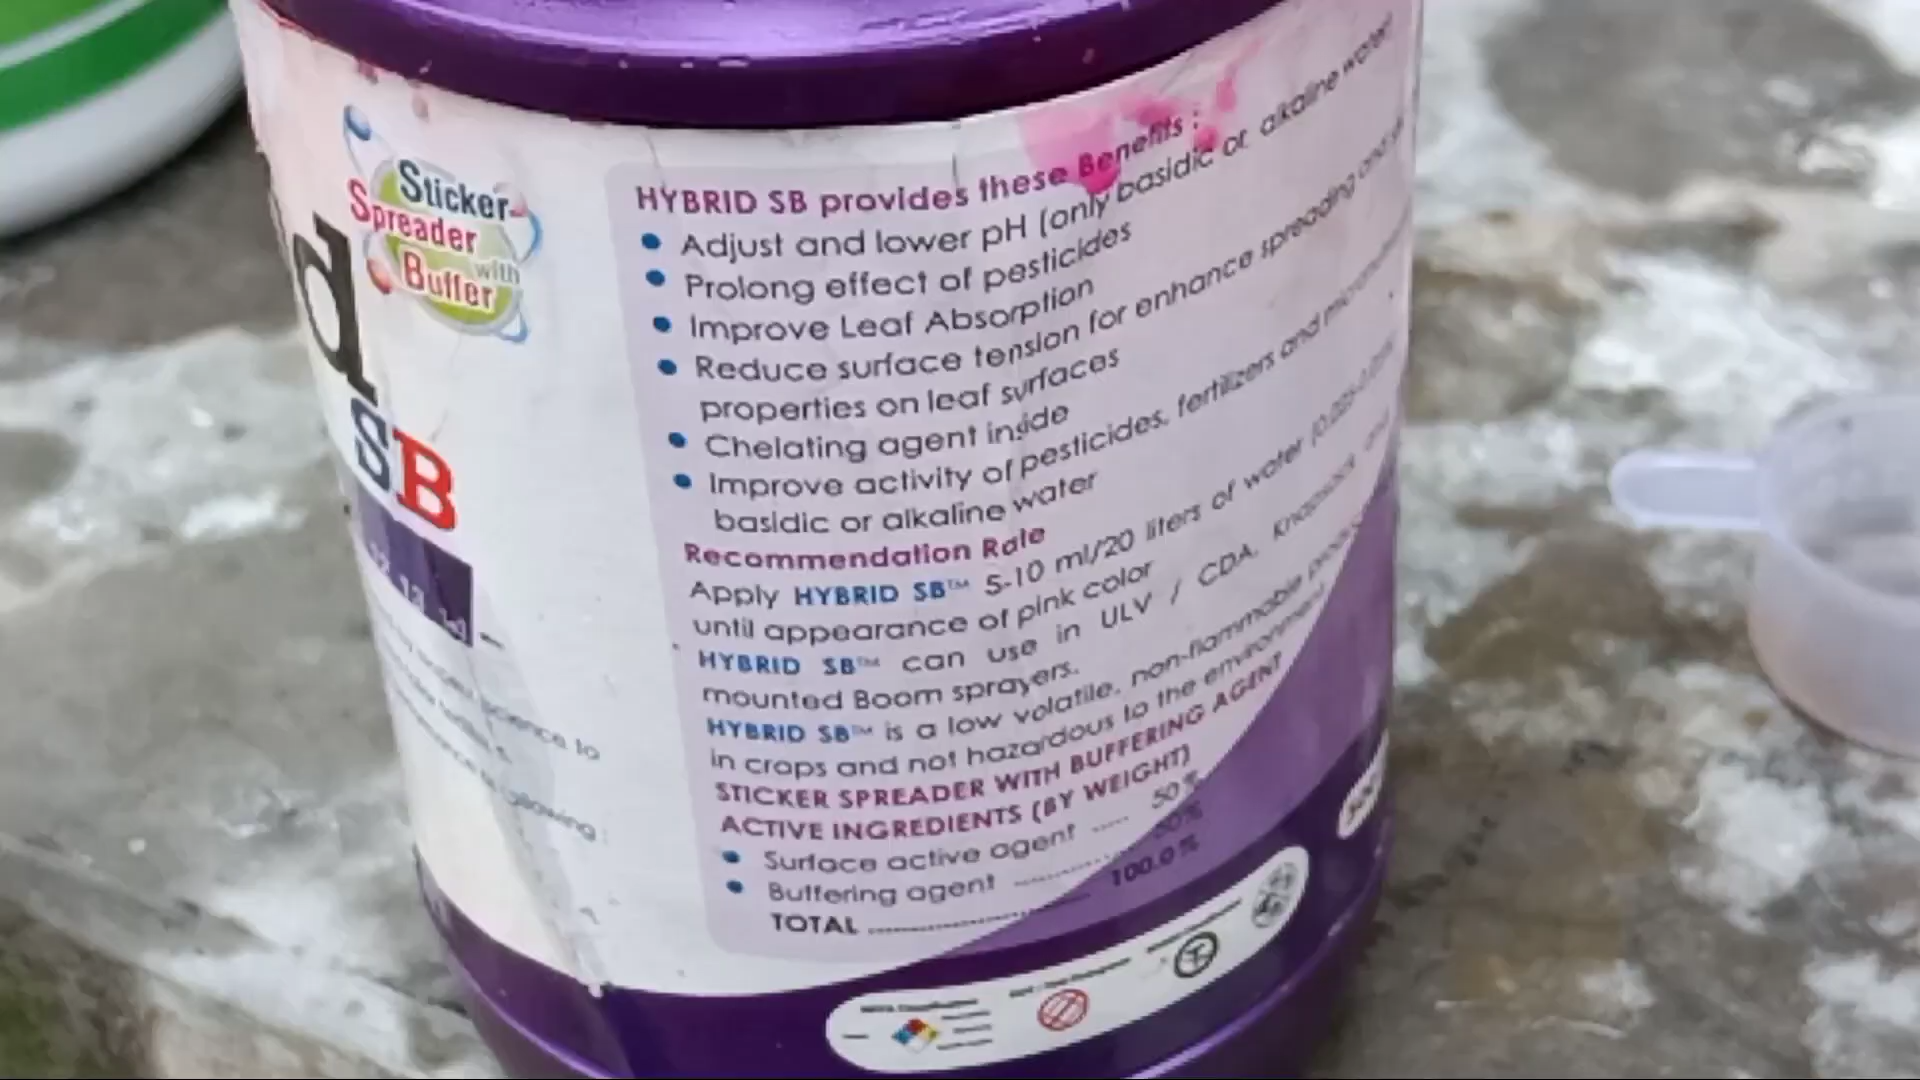 Sticker
Spreader
with
Buffer
d
SB
science to
following :
HYBRID SB provides these Benefits :
Adjust and lower pH (only basidic or alkaline water)
Prolong effect of pesticides
Improve Leaf Absorption
Reduce surface tension for enhance spreading and
properties on leaf surfaces
Chelating agent inside
Improve activity of pesticides, fertilizers and
basidic or alkaline water
Recommendation Rate
Apply HYBRID SB™ 5-10 ml/20 liters of water
until appearance of pink color
HYBRID SB™ can use in ULV / CDA, Knapsack and
mounted Boom sprayers.
HYBRID SB™ is a low volatile, non-flammable
in crops and not hazardous to the environment
STICKER SPREADER WITH BUFFERING AGENT
ACTIVE INGREDIENTS (BY WEIGHT)
Surface active agent ..... 50%
Buffering agent .......... 50%
TOTAL .................... 100.0%